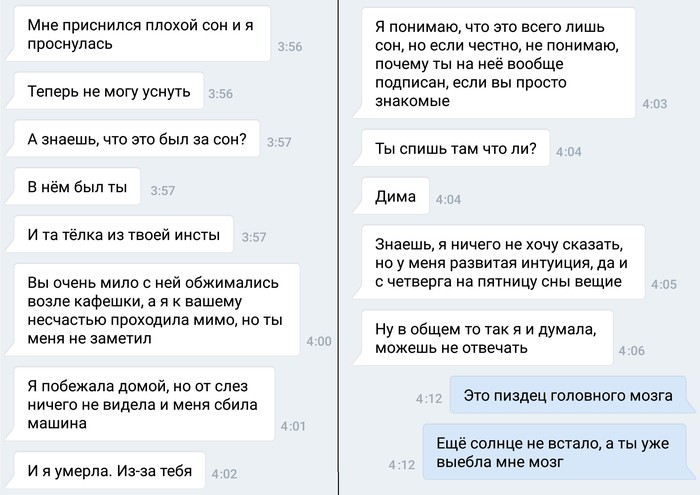 Мне приснился плохой сон и я
проснулась
3:56
Теперь не могу уснуть
3:56
А знаешь, что это был за сон?
3:57
В нём был ты
3:57
И та тёлка из твоей инсты
3:57
Вы очень мило с ней обжимались
возле кафешки, а я к вашему
несчастью проходила мимо, но ты
меня не заметил
4:00
Я побежала домой, но от слез
ничего не видела и меня сбила
машина
4:01
И я умерла. Из-за тебя
4:02
Я понимаю, что это всего лишь
сон, но если честно, не понимаю,
почему ты на неё вообще
подписан, если вы просто
знакомые
4:03
Ты спишь там что ли?
4:04
Дима
4:04
Знаешь, я ничего не хочу сказать,
но у меня развитая интуиция, да и
с четверга на пятницу сны вещие
4:05
Ну в общем то так я и думала,
можешь не отвечать
4:06
4:12
Это пиздец головного мозга
Ещё солнце не встало, а ты уже
выебла мне мозг
4:12